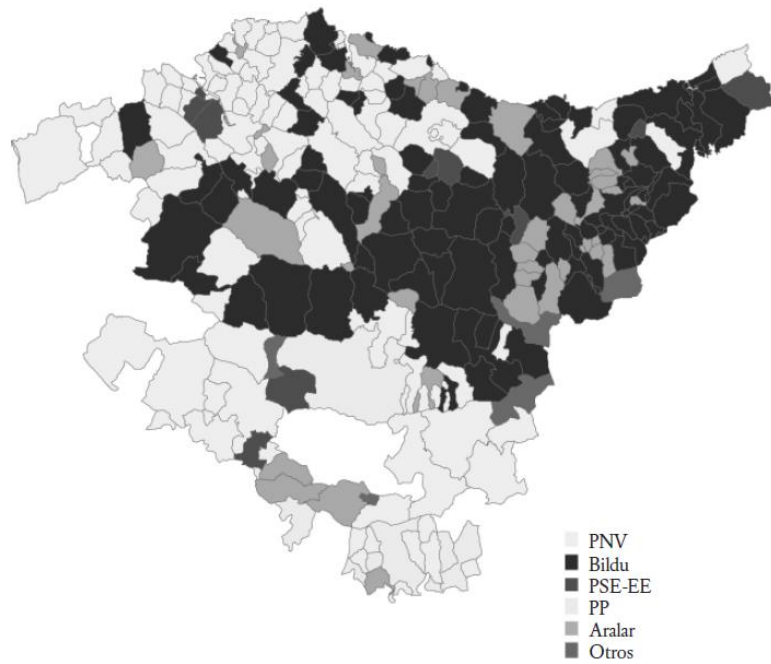 PNV
Bildu
PSE-EE
PP
Aralar
Otros